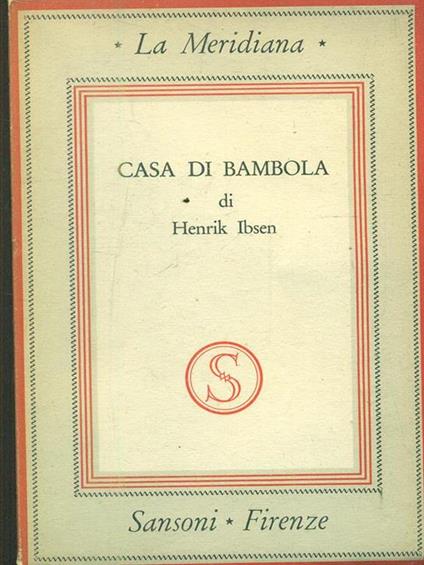 * La Meridiana *
CASA DI BAMBOLA
di
Henrik Ibsen
S
Sansoni * Firenze